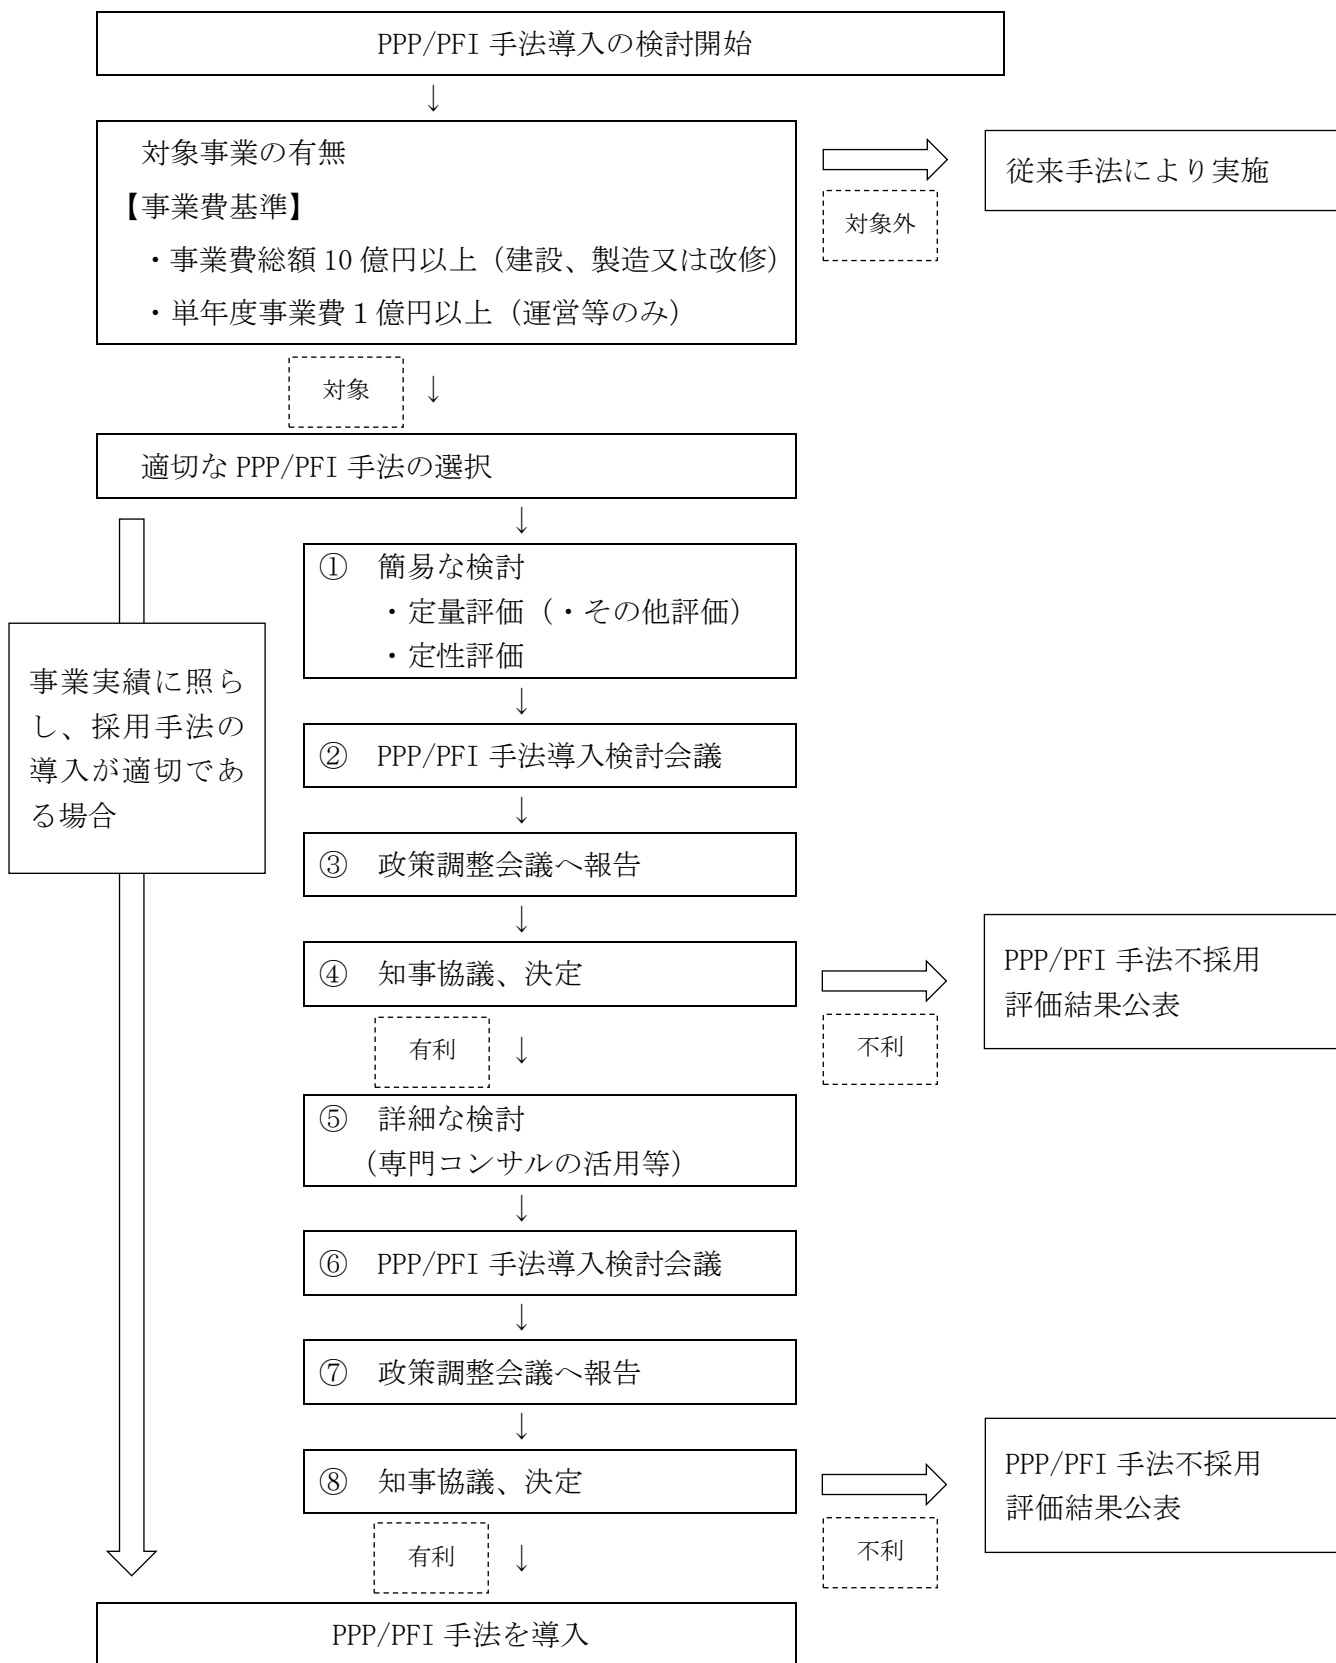 PPP/PFI 手法導入の検討開始
↓
対象事業の有無
【事業費基準】
・事業費総額 10 億円以上（建設、製造又は改修）
・単年度事業費１億円以上（運営等のみ）
対象外
従来手法により実施
対象
↓
適切な PPP/PFI 手法の選択
↓
① 簡易な検討
・定量評価（・その他評価）
・定性評価
事業実績に照ら
し、採用手法の
導入が適切であ
る場合
↓
② PPP/PFI 手法導入検討会議
↓
③ 政策調整会議へ報告
↓
④ 知事協議、決定
不利
PPP/PFI 手法不採用
評価結果公表
有利
↓
⑤ 詳細な検討
（専門コンサルの活用等）
↓
⑥ PPP/PFI 手法導入検討会議
↓
⑦ 政策調整会議へ報告
↓
⑧ 知事協議、決定
不利
PPP/PFI 手法不採用
評価結果公表
有利
↓
PPP/PFI 手法を導入